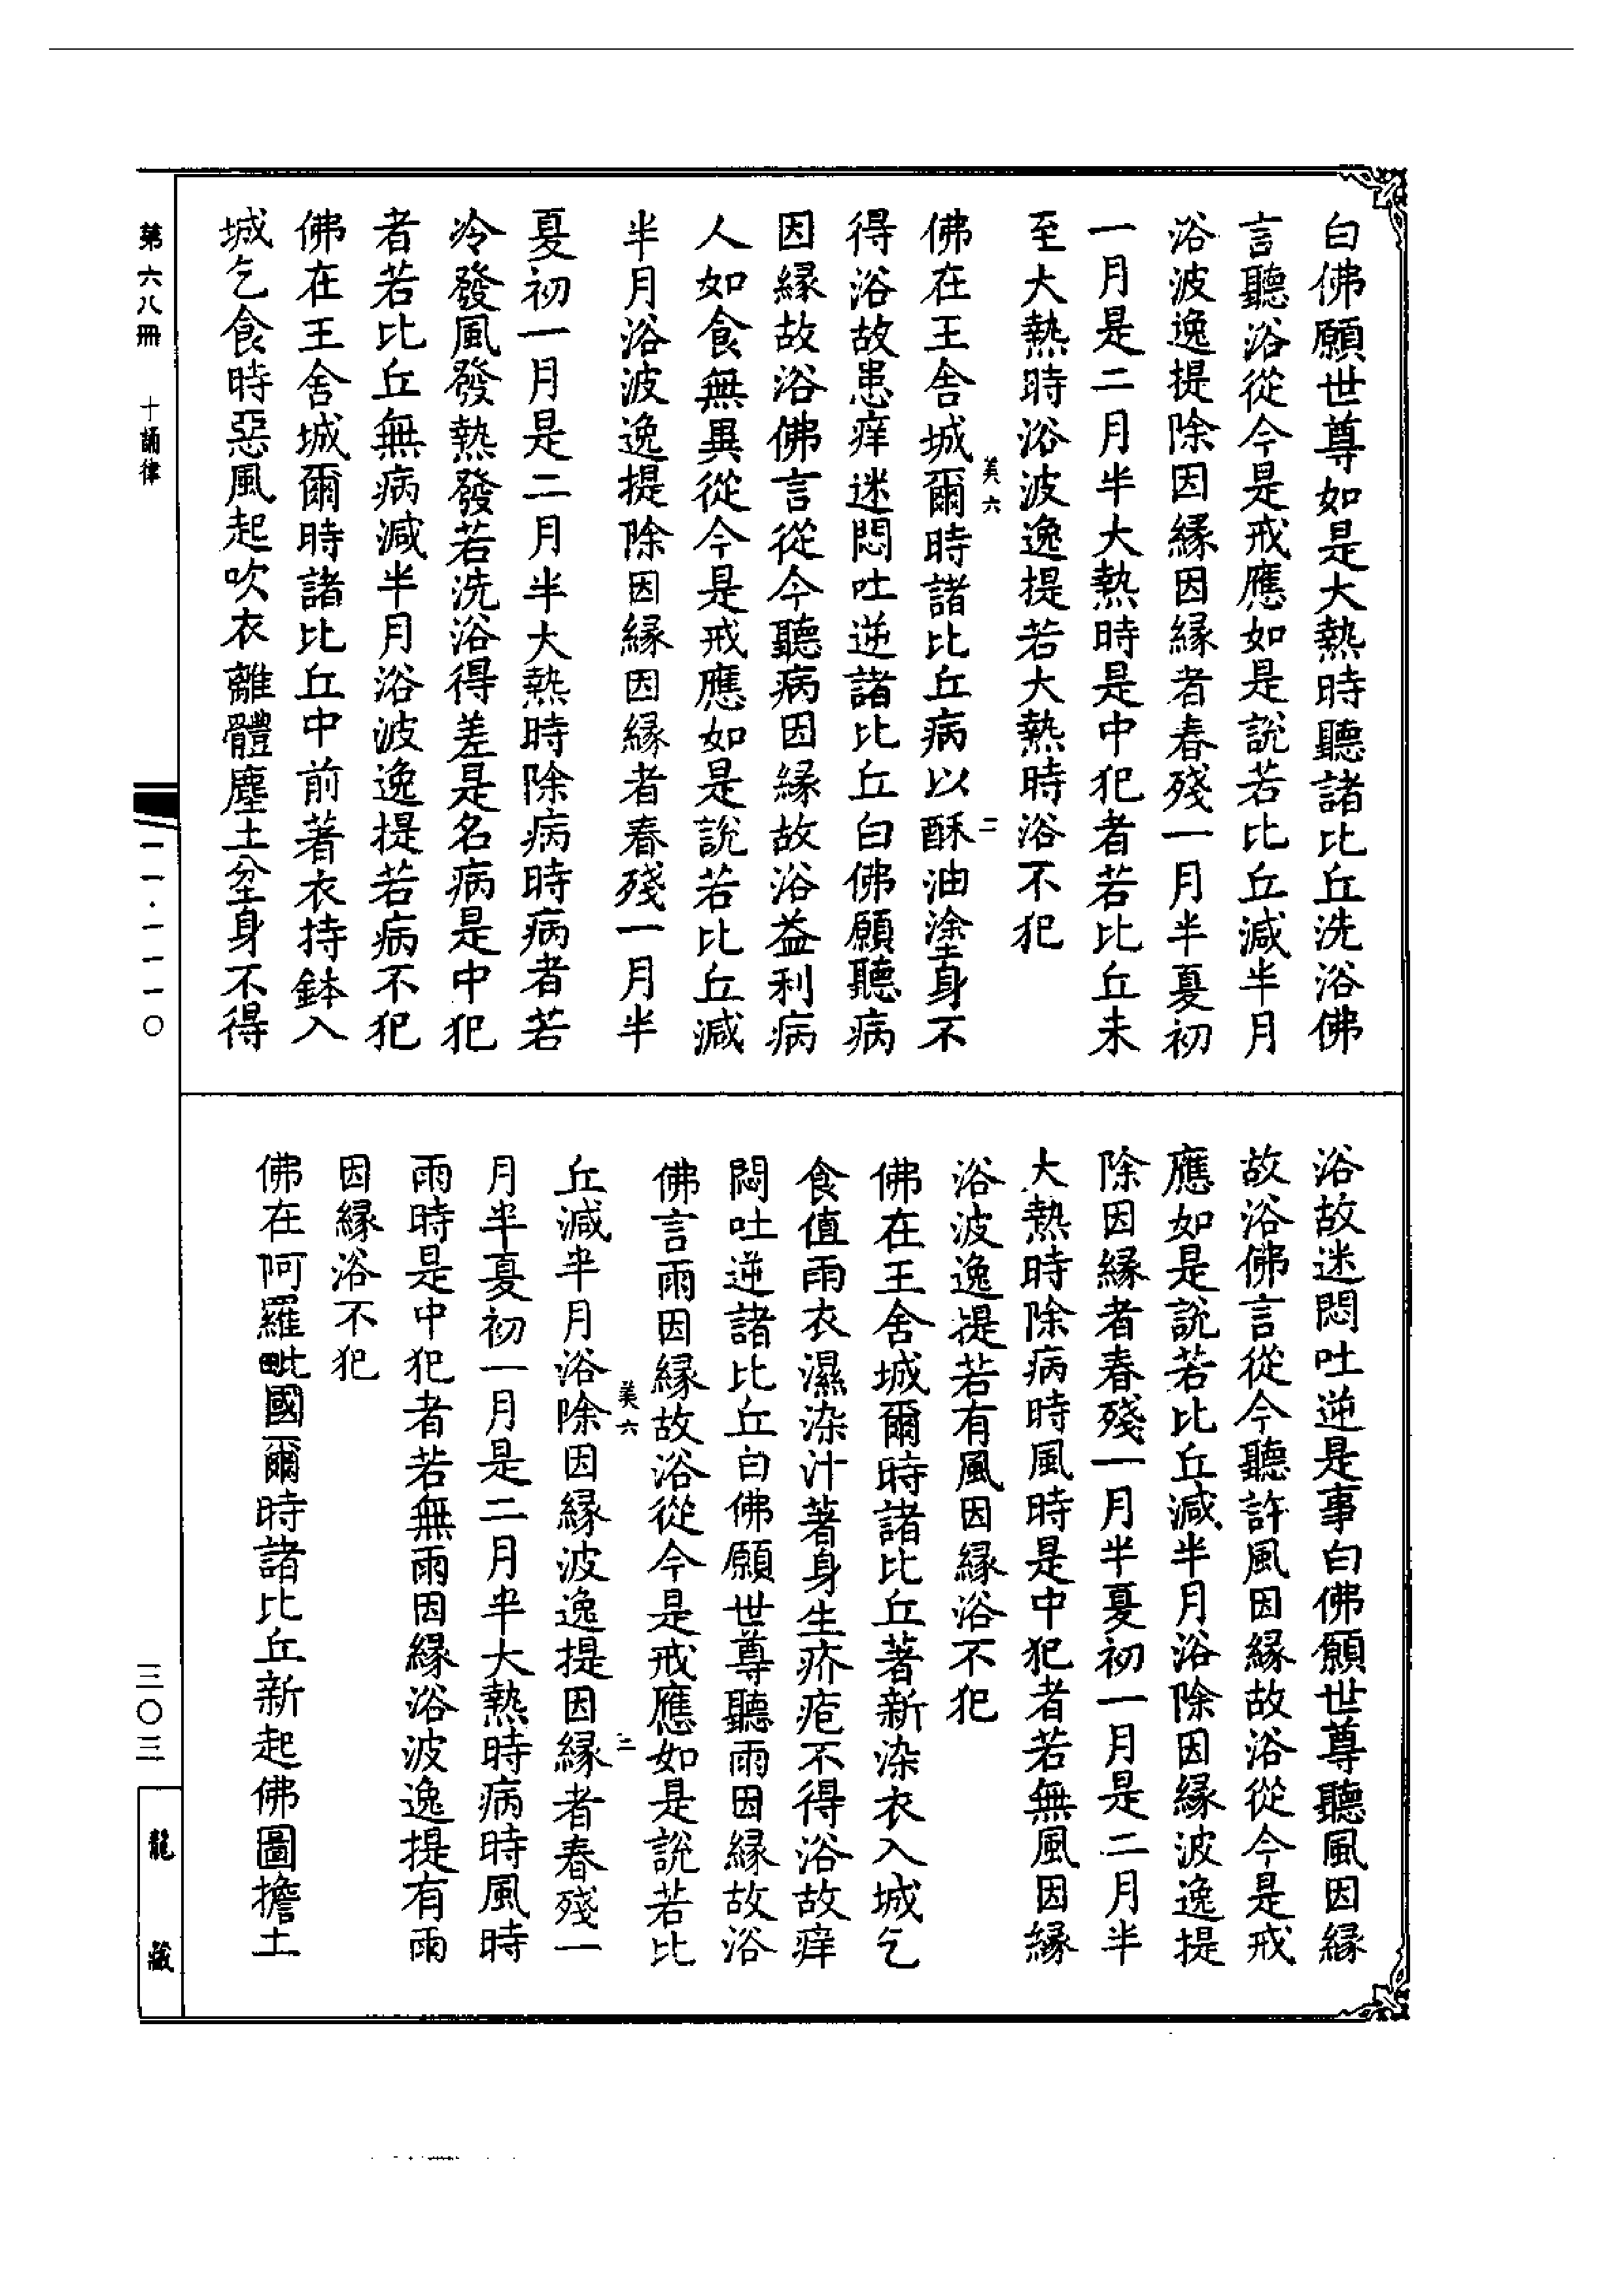 白佛願世尊如是大熱時聽諸比丘洗浴佛
言聽浴從今是戒應如是說若比丘減半月
浴波逸提除因緣因緣者春殘一月半夏初
一月是二月半大熱時是中犯者若比丘未
至大熱時浴波逸提若大熱時浴不犯
美六 二
佛在王舍城爾時諸比丘病以酥油塗身不
得浴故患痒迷悶吐逆諸比丘白佛願聽病
因緣故浴佛言從今聽病因緣故浴益利病
人如食無異從今是戒應如是說若比丘減
半月浴波逸提除因緣因緣者春殘一月半
夏初一月是二月半大熱時除病時病者若
冷發風發熱發若洗浴得差是名病是中犯
者若比丘無病減半月浴波逸提若病不犯
佛在王舍城爾時諸比丘中前著衣持鉢入
城乞食時惡風起吹衣離體塵土坌身不得
浴故迷悶吐逆是事白佛願世尊聽風因緣
故浴佛言從今聽許風因緣故浴從今是戒
應如是說若比丘減半月浴除因緣波逸提
除因緣者春殘一月半夏初一月是二月半
大熱時除病時風時是中犯者若無風因緣
浴波逸提若有風因緣浴不犯
佛在王舍城爾時諸比丘著新染衣入城乞
食值雨衣濕染汁著身生疥疱不得浴故痒
悶吐逆諸比丘白佛願世尊聽雨因緣故浴
佛言雨因緣故浴從今是戒應如是說若比
美六 二
丘減半月浴除因緣波逸提因緣者春殘一
月半夏初一月是二月半大熱時病時風時
雨時是中犯者若無雨因緣浴波逸提有雨
因緣浴不犯
佛在阿羅毗國爾時諸比丘新起佛圖擔土
第六八冊 十誦律
一一·一一一〇
三〇三
龍藏